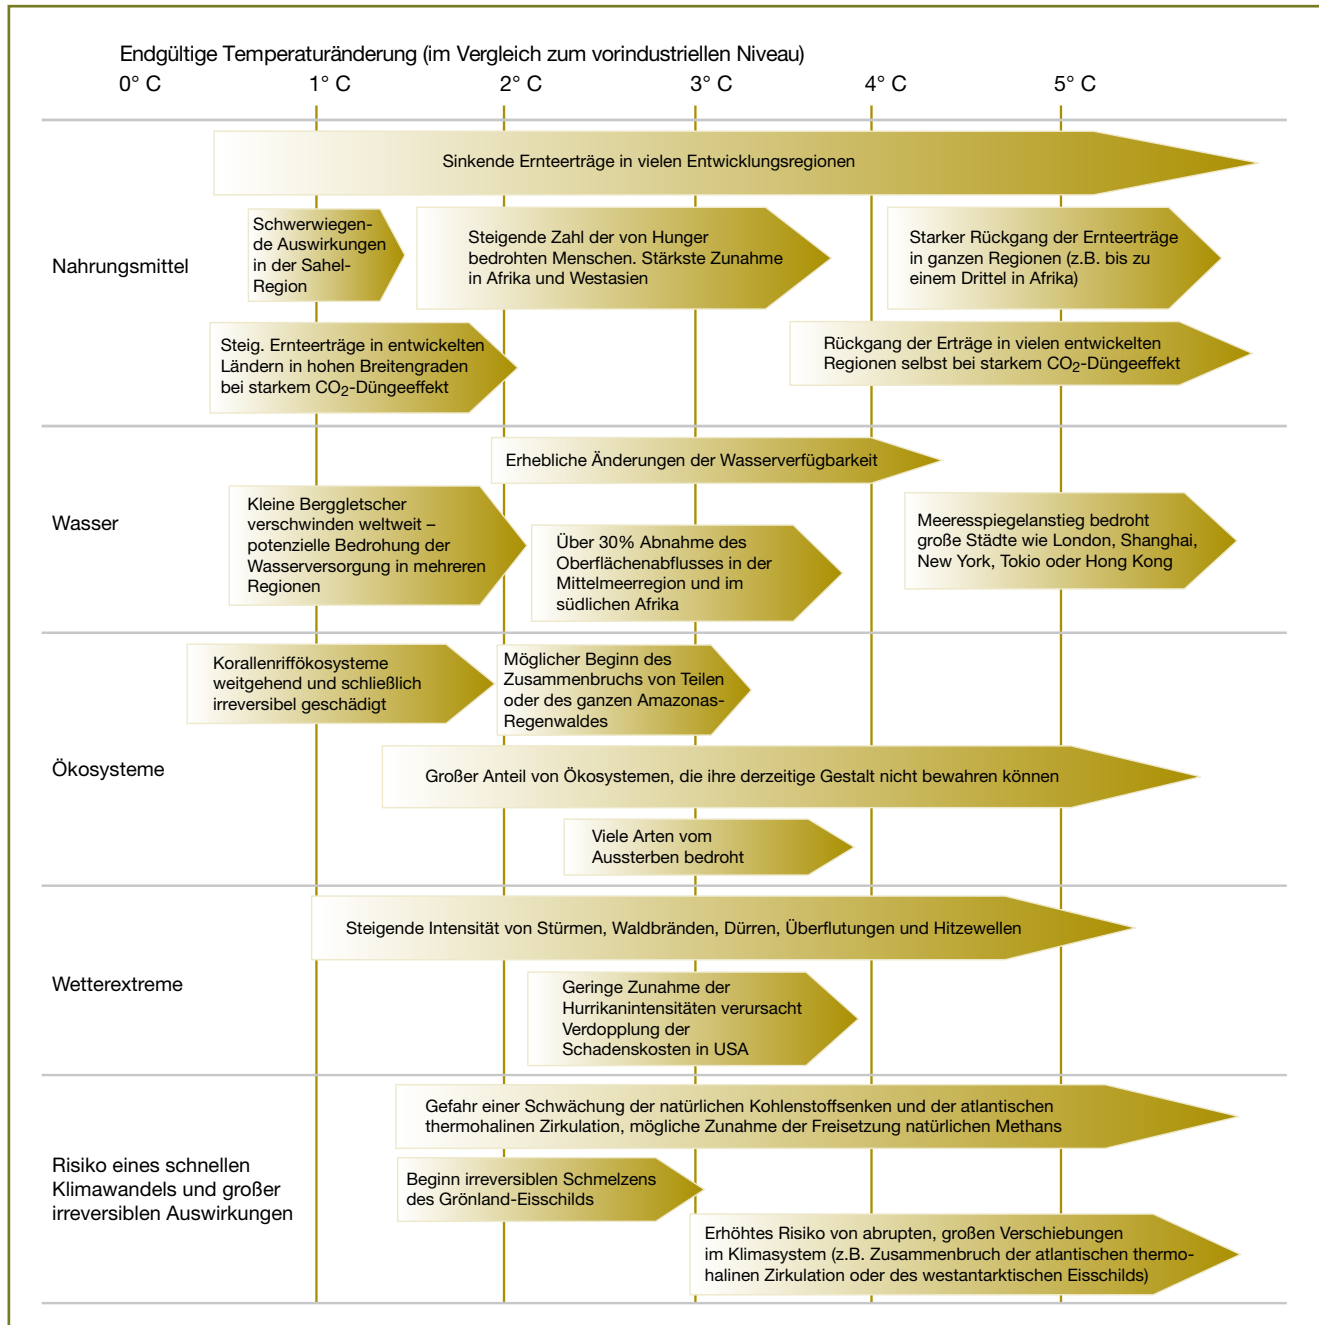 Endgültige Temperaturänderung (im Vergleich zum vorindustriellen Niveau)
0° C 1° C 2° C 3° C 4° C 5° C
Nahrungsmittel
Sinkende Ernteerträge in vielen Entwicklungsregionen
Schwerwiegen-
de Auswirkungen
in der Sahel-
Region
Steigende Zahl der von Hunger
bedrohten Menschen. Stärkste Zunahme
in Afrika und Westasien
Starker Rückgang der Ernteerträge
in ganzen Regionen (z.B. bis zu
einem Drittel in Afrika)
Steig. Ernteerträge in entwickelten
Ländern in hohen Breitengraden
bei starkem CO2-Düngeeffekt
Rückgang der Erträge in vielen entwickelten
Regionen selbst bei starkem CO2-Düngeeffekt
Wasser
Erhebliche Änderungen der Wasserverfügbarkeit
Kleine Berggletscher
verschwinden weltweit –
potenzielle Bedrohung der
Wasserversorgung in mehreren
Regionen
Über 30% Abnahme des
Oberflächenabflusses in der
Mittelmeerregion und im
südlichen Afrika
Meeresspiegelanstieg bedroht
große Städte wie London, Shanghai,
New York, Tokio oder Hong Kong
Ökosysteme
Korallenriffökosysteme
weitgehend und schließlich
irreversibel geschädigt
Möglicher Beginn des
Zusammenbruchs von Teilen
oder des ganzen Amazonas-
Regenwaldes
Großer Anteil von Ökosystemen, die ihre derzeitige Gestalt nicht bewahren können
Viele Arten vom
Aussterben bedroht
Wetterextreme
Steigende Intensität von Stürmen, Waldbränden, Dürren, Überflutungen und Hitzewellen
Geringe Zunahme der
Hurrikanintensitäten verursacht
Verdopplung der
Schadenskosten in USA
Risiko eines schnellen
Klimawandels und großer
irreversiblen Auswirkungen
Gefahr einer Schwächung der natürlichen Kohlenstoffsenken und der atlantischen
thermohalinen Zirkulation, mögliche Zunahme der Freisetzung natürlichen Methans
Beginn irreversiblen Schmelzens
des Grönland-Eisschilds
Erhöhtes Risiko von abrupten, großen Verschiebungen
im Klimasystem (z.B. Zusammenbruch der atlantischen thermo-
halinen Zirkulation oder des westantarktischen Eisschilds)